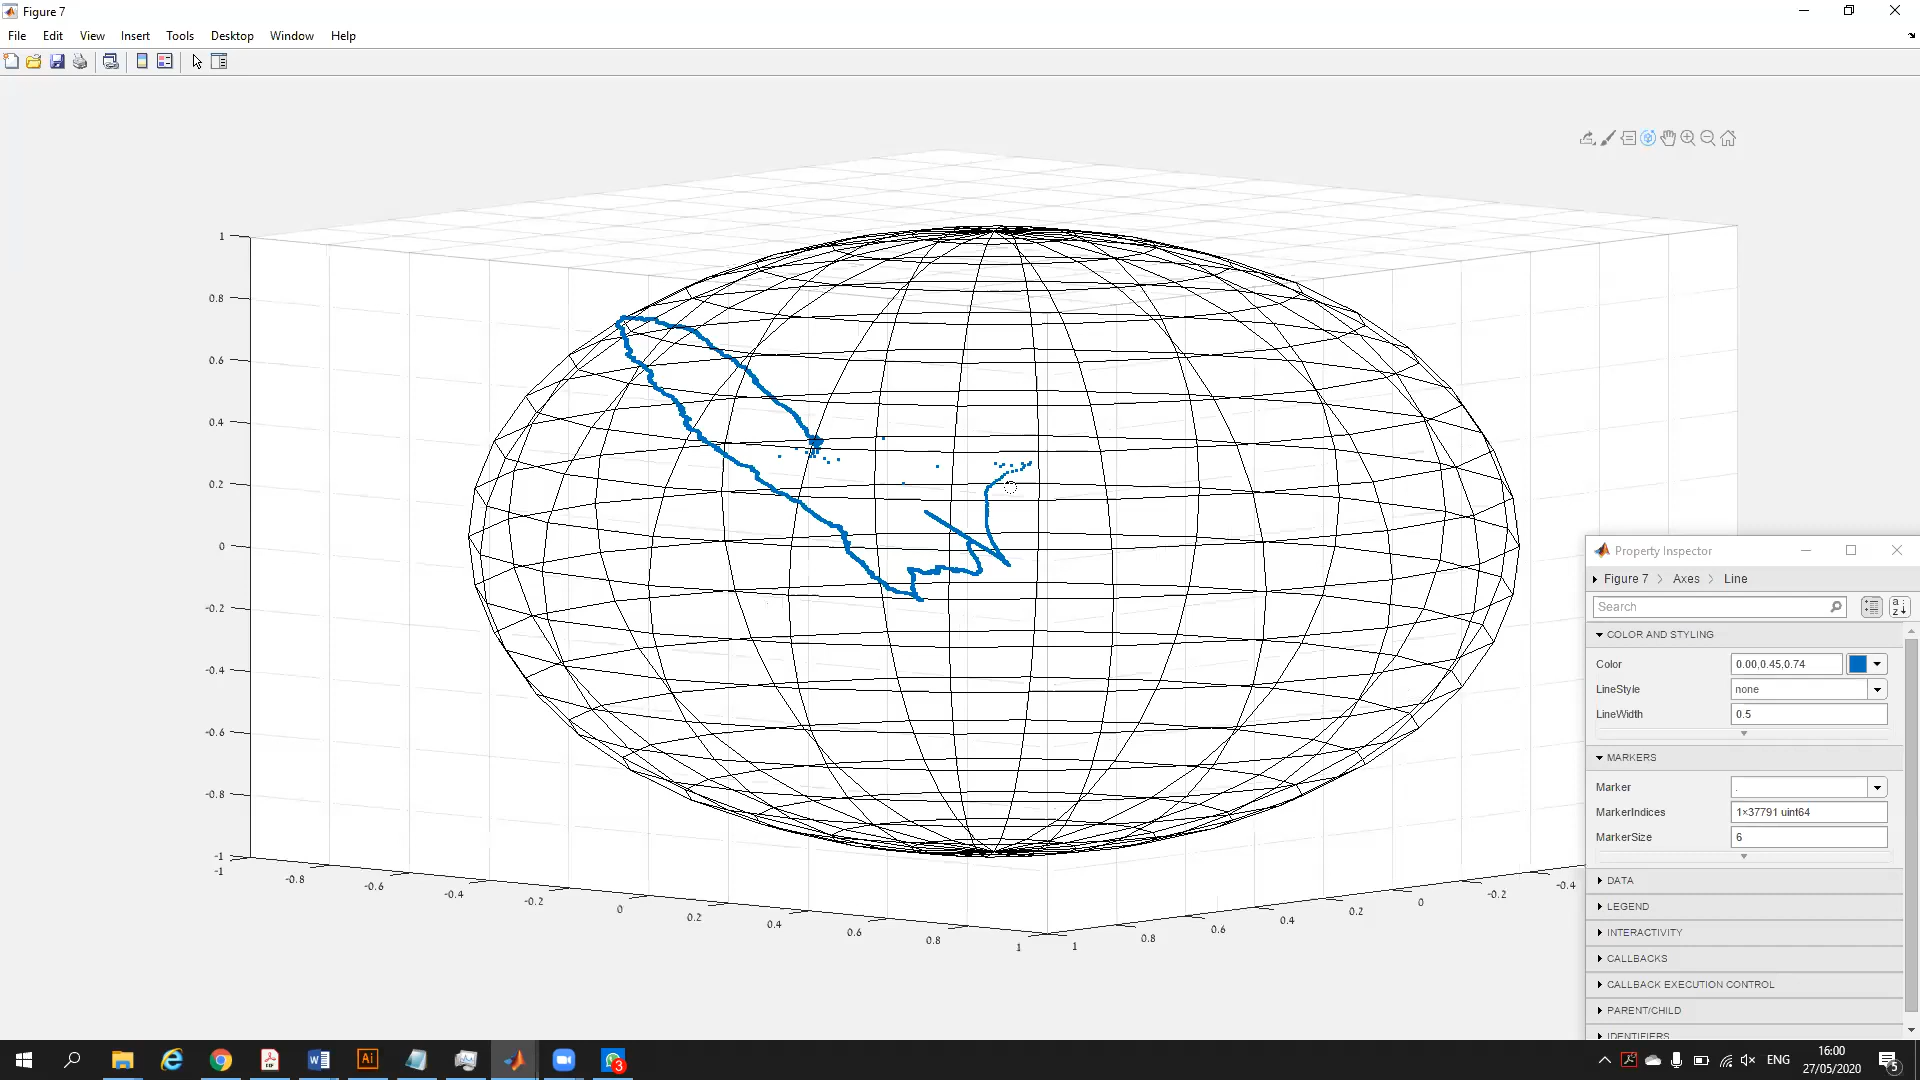 Figure 7
File Edit View Insert Tools Desktop Window Help
1
0.8
0.6
0.4
0.2
0
-0.2
-0.4
-0.6
-0.8
-1
-1
-0.8
-0.6
-0.4
-0.2
0
0.2
0.4
0.6
0.8
1
1
0.8
0.6
0.4
0.2
0
-0.2
-0.4
Property Inspector
Figure 7 > Axes > Line
Search
COLOR AND STYLING
Color 0.00,0.45,0.74
LineStyle none
LineWidth 0.5
MARKERS
Marker .
MarkerIndices 1×37791 uint64
MarkerSize 6
DATA
LEGEND
INTERACTIVITY
CALLBACKS
CALLBACK EXECUTION CONTROL
PARENT/CHILD
IDENTIFIERS
W Ai 3 ENG 16:00
27/05/2020 5